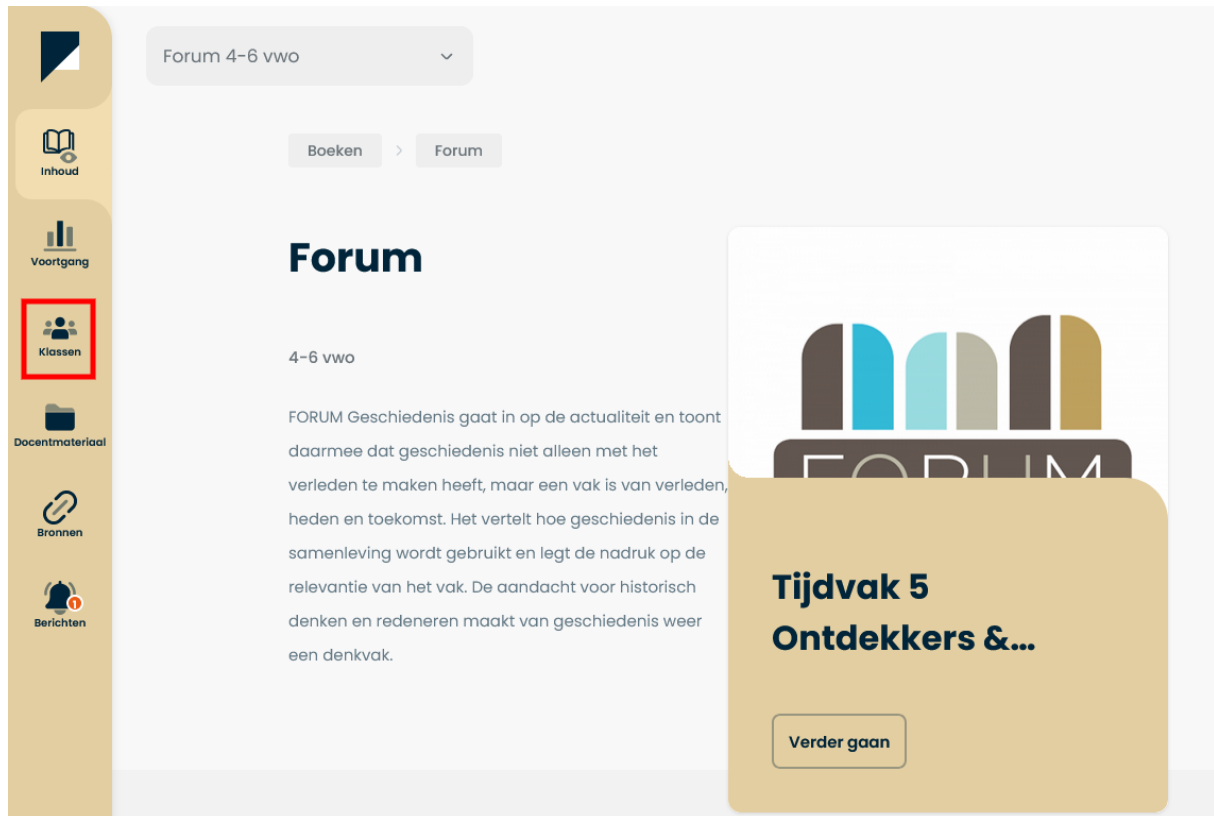 Forum 4-6 vwo
Inhoud
Voortgang
Klassen
Docentmateriaal
Bronnen
1
Berichten
Boeken > Forum
Forum
4-6 vwo
FORUM Geschiedenis gaat in op de actualiteit en toont
daarmee dat geschiedenis niet alleen met het
verleden te maken heeft, maar een vak is van verleden,
heden en toekomst. Het vertelt hoe geschiedenis in de
samenleving wordt gebruikt en legt de nadruk op de
relevantie van het vak. De aandacht voor historisch
denken en redeneren maakt van geschiedenis weer
een denkvak.
FORUM
Tijdvak 5
Ontdekkers &...
Verder gaan